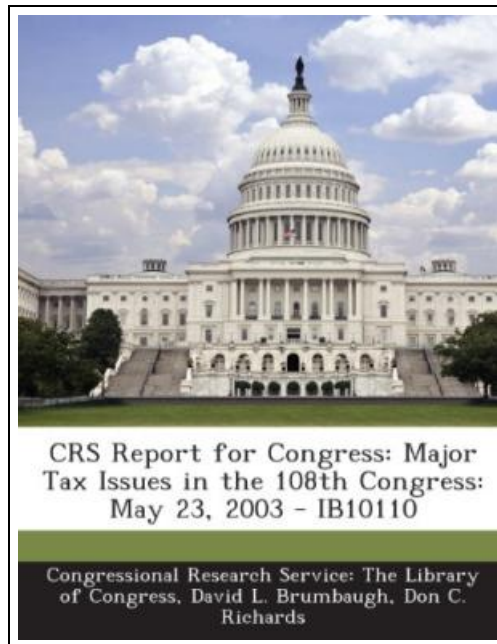 CRS Report for Congress: Major
Tax Issues in the 108th Congress:
May 23, 2003 - IB10110
Congressional Research Service: The Library
of Congress, David L. Brumbaugh, Don C.
Richards